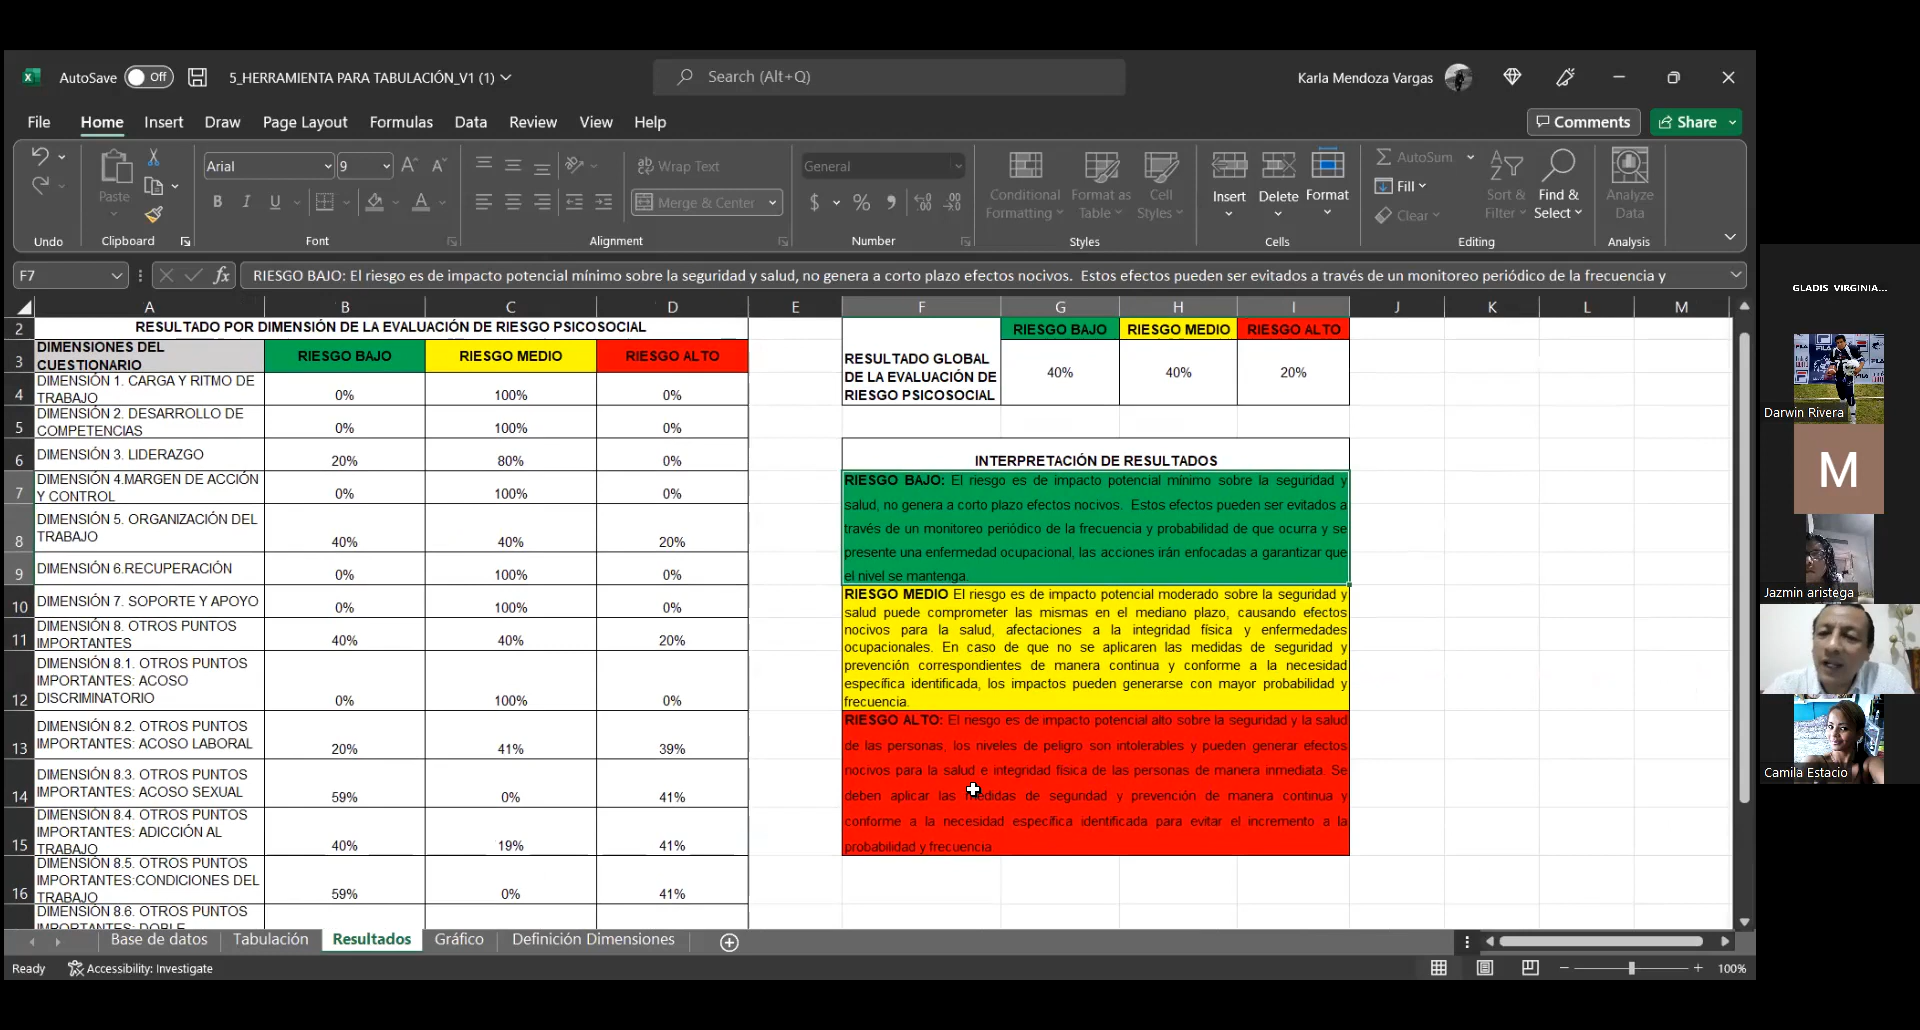 AutoSave Off 5_HERRAMIENTA PARA TABULACIÓN_V1 (1) Search (Alt+Q) Karla Mendoza Vargas
File Home Insert Draw Page Layout Formulas Data Review View Help Comments Share
Paste
Arial 9
B I U
Wrap Text
Merge & Center
General
$ % 9
Conditional Formatting
Format as Table
Cell Styles
Insert Delete Format
AutoSum
Fill
Clear
Sort & Filter
Find & Select
Analyze Data
Undo Clipboard Font Alignment Number Styles Cells Editing Analysis
F7 fx RIESGO BAJO: El riesgo es de impacto potencial mínimo sobre la seguridad y salud, no genera a corto plazo efectos nocivos. Estos efectos pueden ser evitados a través de un monitoreo periódico de la frecuencia y
A B C D E F G H I J K L M
2 RESULTADO POR DIMENSIÓN DE LA EVALUACIÓN DE RIESGO PSICOSOCIAL
3 DIMENSIONES DEL
CUESTIONARIO RIESGO BAJO RIESGO MEDIO RIESGO ALTO
4 DIMENSIÓN 1. CARGA Y RITMO DE
TRABAJO 0% 100% 0%
5 DIMENSIÓN 2. DESARROLLO DE
COMPETENCIAS 0% 100% 0%
6 DIMENSIÓN 3. LIDERAZGO 20% 80% 0%
7 DIMENSIÓN 4.MARGEN DE ACCIÓN
Y CONTROL 0% 100% 0%
8 DIMENSIÓN 5. ORGANIZACIÓN DEL
TRABAJO 40% 40% 20%
9 DIMENSIÓN 6.RECUPERACIÓN 0% 100% 0%
10 DIMENSIÓN 7. SOPORTE Y APOYO 0% 100% 0%
11 DIMENSIÓN 8. OTROS PUNTOS
IMPORTANTES 40% 40% 20%
12 DIMENSIÓN 8.1. OTROS PUNTOS
IMPORTANTES: ACOSO
DISCRIMINATORIO 0% 100% 0%
13 DIMENSIÓN 8.2. OTROS PUNTOS
IMPORTANTES: ACOSO LABORAL 20% 41% 39%
14 DIMENSIÓN 8.3. OTROS PUNTOS
IMPORTANTES: ACOSO SEXUAL 59% 0% 41%
15 DIMENSIÓN 8.4. OTROS PUNTOS
IMPORTANTES: ADICCIÓN AL
TRABAJO 40% 19% 41%
16 DIMENSIÓN 8.5. OTROS PUNTOS
IMPORTANTES:CONDICIONES DEL
TRABAJO 59% 0% 41%
DIMENSIÓN 8.6. OTROS PUNTOS
IMPORTANTES: DOBLE
RIESGO BAJO RIESGO MEDIO RIESGO ALTO
RESULTADO GLOBAL
DE LA EVALUACIÓN DE
RIESGO PSICOSOCIAL
40% 40% 20%
INTERPRETACIÓN DE RESULTADOS
RIESGO BAJO: El riesgo es de impacto potencial mínimo sobre la seguridad y
salud, no genera a corto plazo efectos nocivos. Estos efectos pueden ser evitados a
través de un monitoreo periódico de la frecuencia y probabilidad de que ocurra y se
presente una enfermedad ocupacional, las acciones irán enfocadas a garantizar que
el nivel se mantenga.
RIESGO MEDIO El riesgo es de impacto potencial moderado sobre la seguridad y
salud puede comprometer las mismas en el mediano plazo, causando efectos
nocivos para la salud, afectaciones a la integridad física y enfermedades
ocupacionales. En caso de que no se aplicaren las medidas de seguridad y
prevención correspondientes de manera continua y conforme a la necesidad
específica identificada, los impactos pueden generarse con mayor probabilidad y
frecuencia.
RIESGO ALTO: El riesgo es de impacto potencial alto sobre la seguridad y la salud
de las personas, los niveles de peligro son intolerables y pueden generar efectos
nocivos para la salud e integridad física de las personas de manera inmediata. Se
deben aplicar las medidas de seguridad y prevención de manera continua y
conforme a la necesidad específica identificada para evitar el incremento a la
probabilidad y frecuencia
Base de datos Tabulación Resultados Gráfico Definición Dimensiones
Ready Accessibility: Investigate 100%
GLADIS VIRGINIA...
FILA
Darwin Rivera
M
Jazmin aristega
Camila Estacio